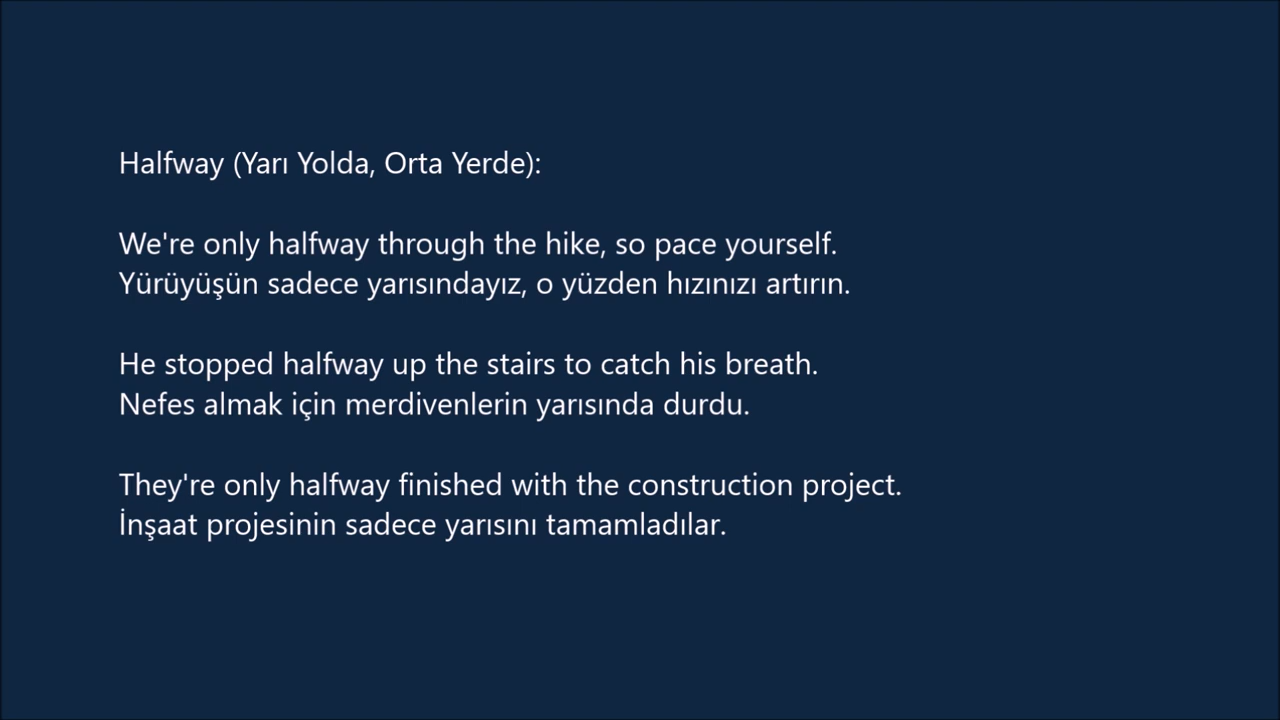 Halfway (Yarı Yolda, Orta Yerde):
We're only halfway through the hike, so pace yourself.
Yürüyüşün sadece yarısındayız, o yüzden hızınızı artırın.
He stopped halfway up the stairs to catch his breath.
Nefes almak için merdivenlerin yarısında durdu.
They're only halfway finished with the construction project.
İnşaat projesinin sadece yarısını tamamladılar.